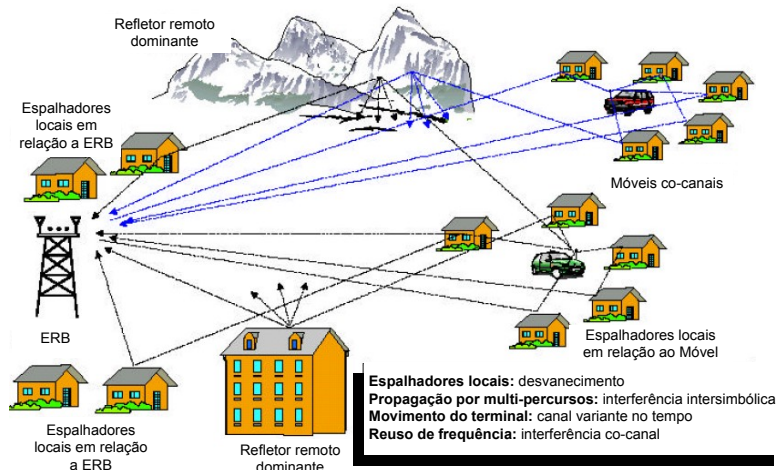 Refletor remoto
dominante
Espalhadores
locais em
relação a ERB
Móveis co-canais
ERB
Espalhadores locais
em relação ao Móvel
Espalhadores
locais em relação
a ERB
Refletor remoto
dominante
Espalhadores locais: desvanecimento
Propagação por multi-percursos: interferência intersimbólica
Movimento do terminal: canal variante no tempo
Reuso de frequência: interferência co-canal